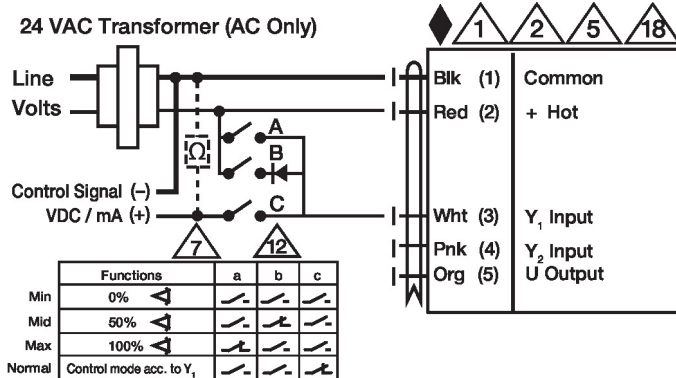 24 VAC Transformer (AC Only)
1 2 5 18
Line
Volts
Blk (1) Common
Red (2) + Hot
A
B
C
Ω
Control Signal (–)
VDC / mA (+)
Wht (3) Y1 Input
Pnk (4) Y2 Input
Org (5) U Output
7 12
Functions a b c
Min 0%
Mid 50%
Max 100%
Normal Control mode acc. to Y1